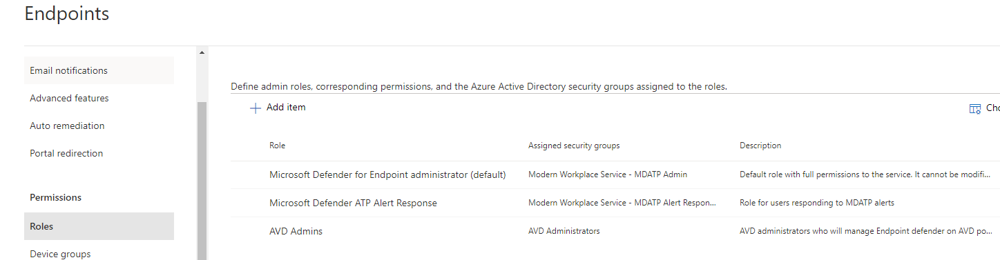 Endpoints
Email notifications
Advanced features
Auto remediation
Portal redirection
Permissions
Roles
Device groups
Define admin roles, corresponding permissions, and the Azure Active Directory security groups assigned to the roles.
Add item
Cho
Role Assigned security groups Description
Microsoft Defender for Endpoint administrator (default) Modern Workplace Service - MDATP Admin Default role with full permissions to the service. It cannot be modifi...
Microsoft Defender ATP Alert Response Modern Workplace Service - MDATP Alert Respon... Role for users responding to MDATP alerts
AVD Admins AVD Administrators AVD administrators who will manage Endpoint defender on AVD po...